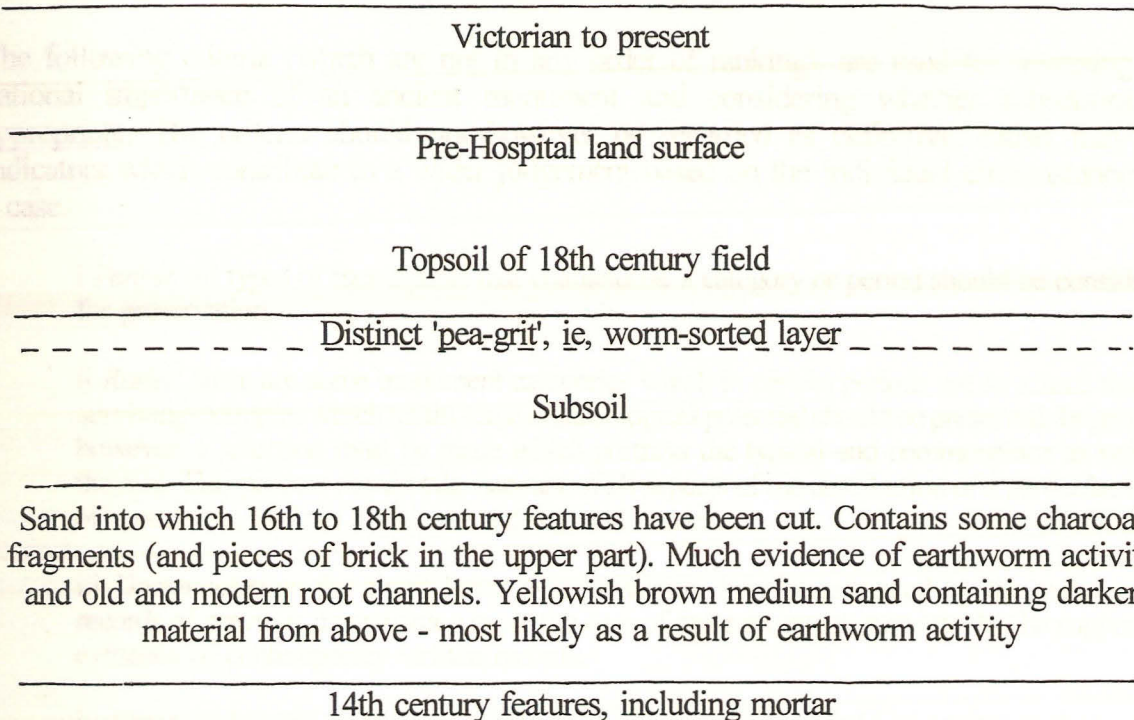 Victorian to present
Pre-Hospital land surface
Topsoil of 18th century field
Distinct 'pea-grit', ie, worm-sorted layer
Subsoil
Sand into which 16th to 18th century features have been cut. Contains some charcoa
fragments (and pieces of brick in the upper part). Much evidence of earthworm activi
and old and modern root channels. Yellowish brown medium sand containing darker
material from above - most likely as a result of earthworm activity
14th century features, including mortar